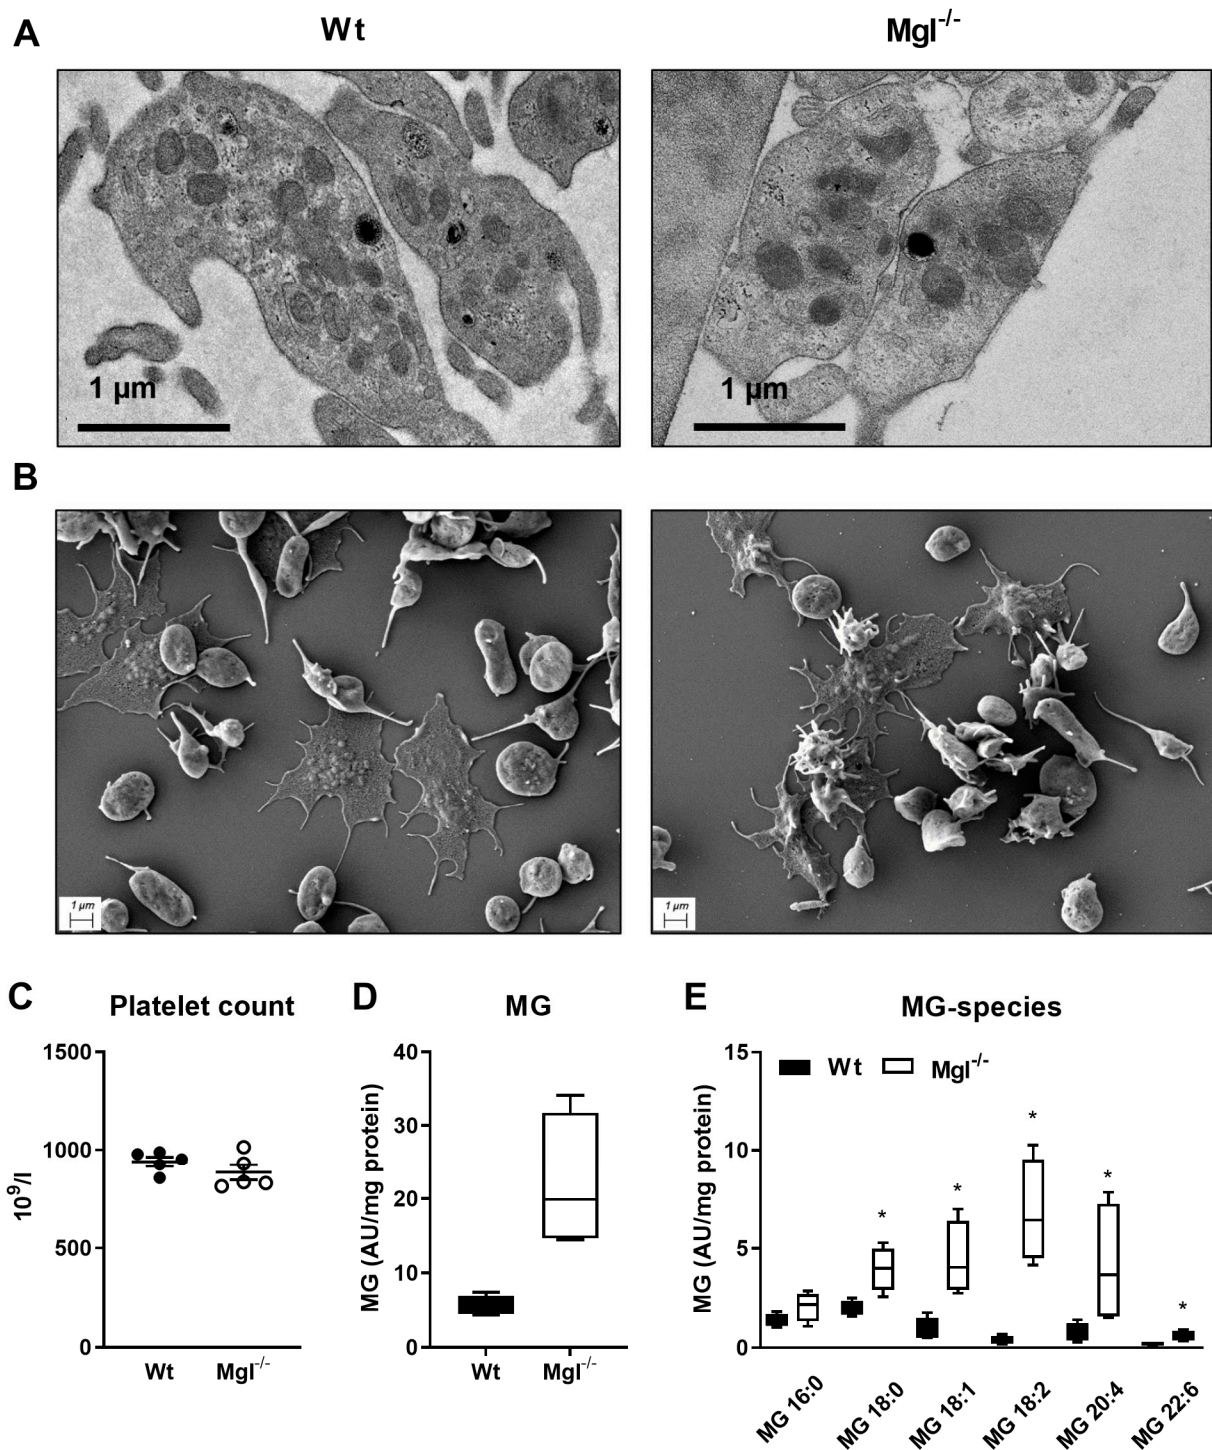 A
Wt
Mgl-/-
1 µm
1 µm
B
1 µm
1 µm
C
Platelet count
1500
1000
500
0
10⁹/l
Wt
Mgl-/-
D
MG
40
30
20
10
0
MG (AU/mg protein)
Wt
Mgl-/-
E
MG-species
Wt
Mgl-/-
15
10
5
0
MG (AU/mg protein)
*
*
*
*
*
MG 16:0
MG 18:0
MG 18:1
MG 18:2
MG 20:4
MG 22:6